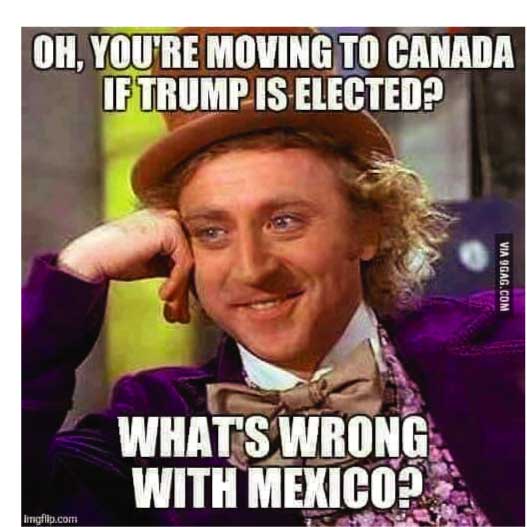 OH, YOU'RE MOVING TO CANADA
IF TRUMP IS ELECTED?
VIA 9GAG.COM
WHAT'S WRONG
WITH MEXICO?
imgflip.com